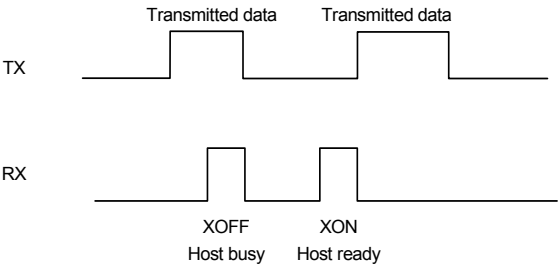 Transmitted data Transmitted data
TX
RX
XOFF XON
Host busy Host ready